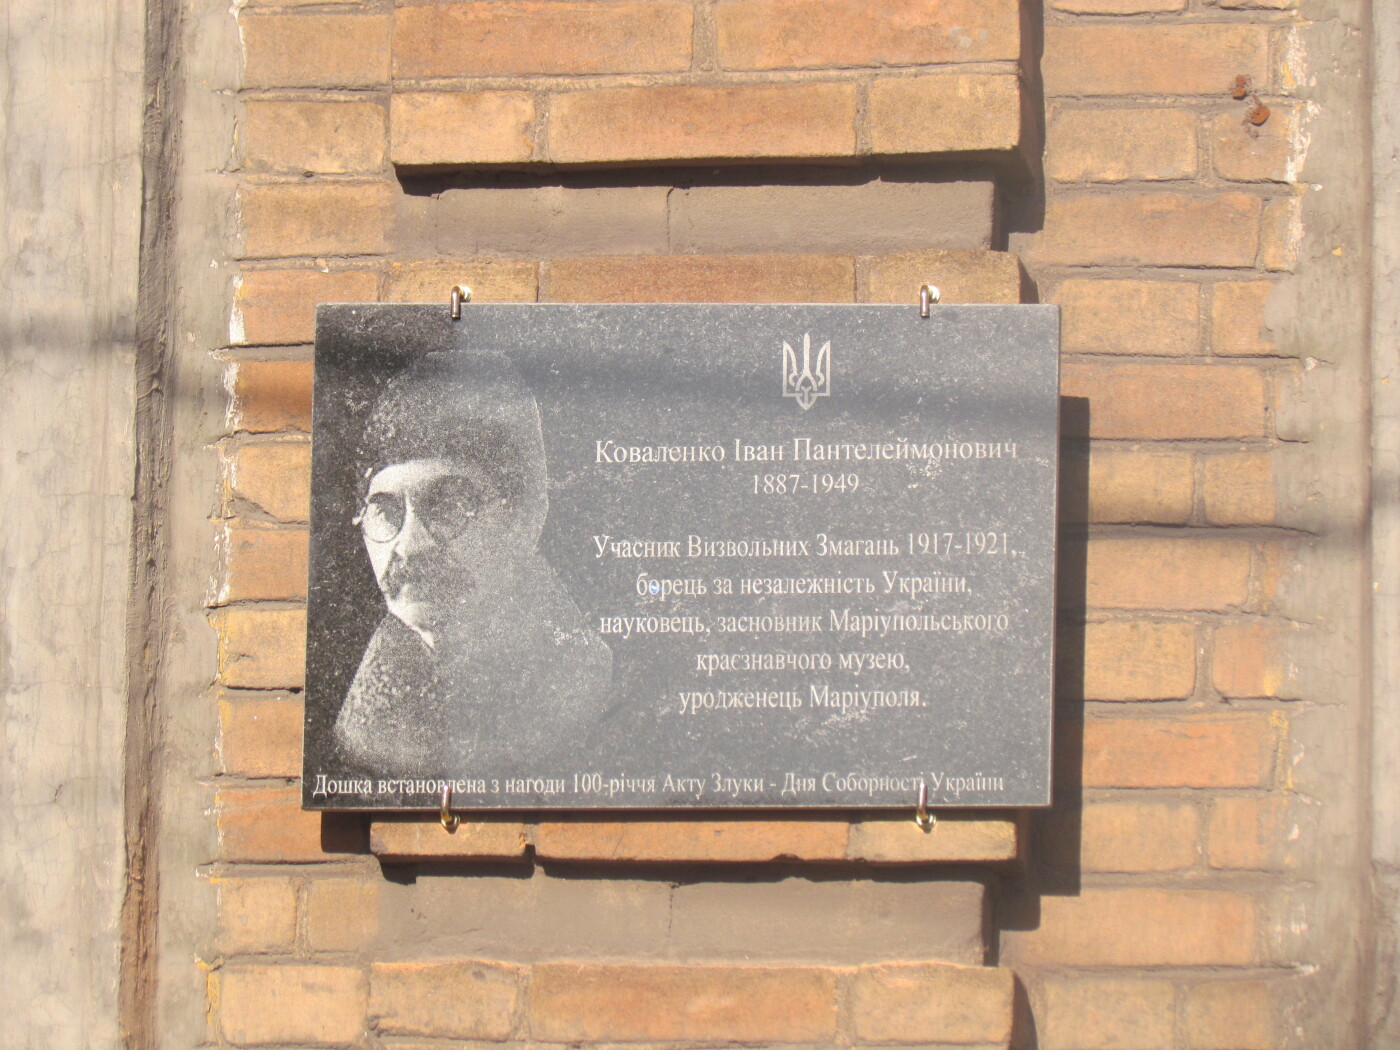 Коваленко Іван Пантелеймонович
1887-1949
Учасник Визвольних Змагань 1917-1921,
борець за незалежність України,
науковець, засновник Маріупольського
краєзнавчого музею,
уродженець Маріуполя.
Дошка встановлена з нагоди 100-річчя Акту Злуки - Дня Соборності України